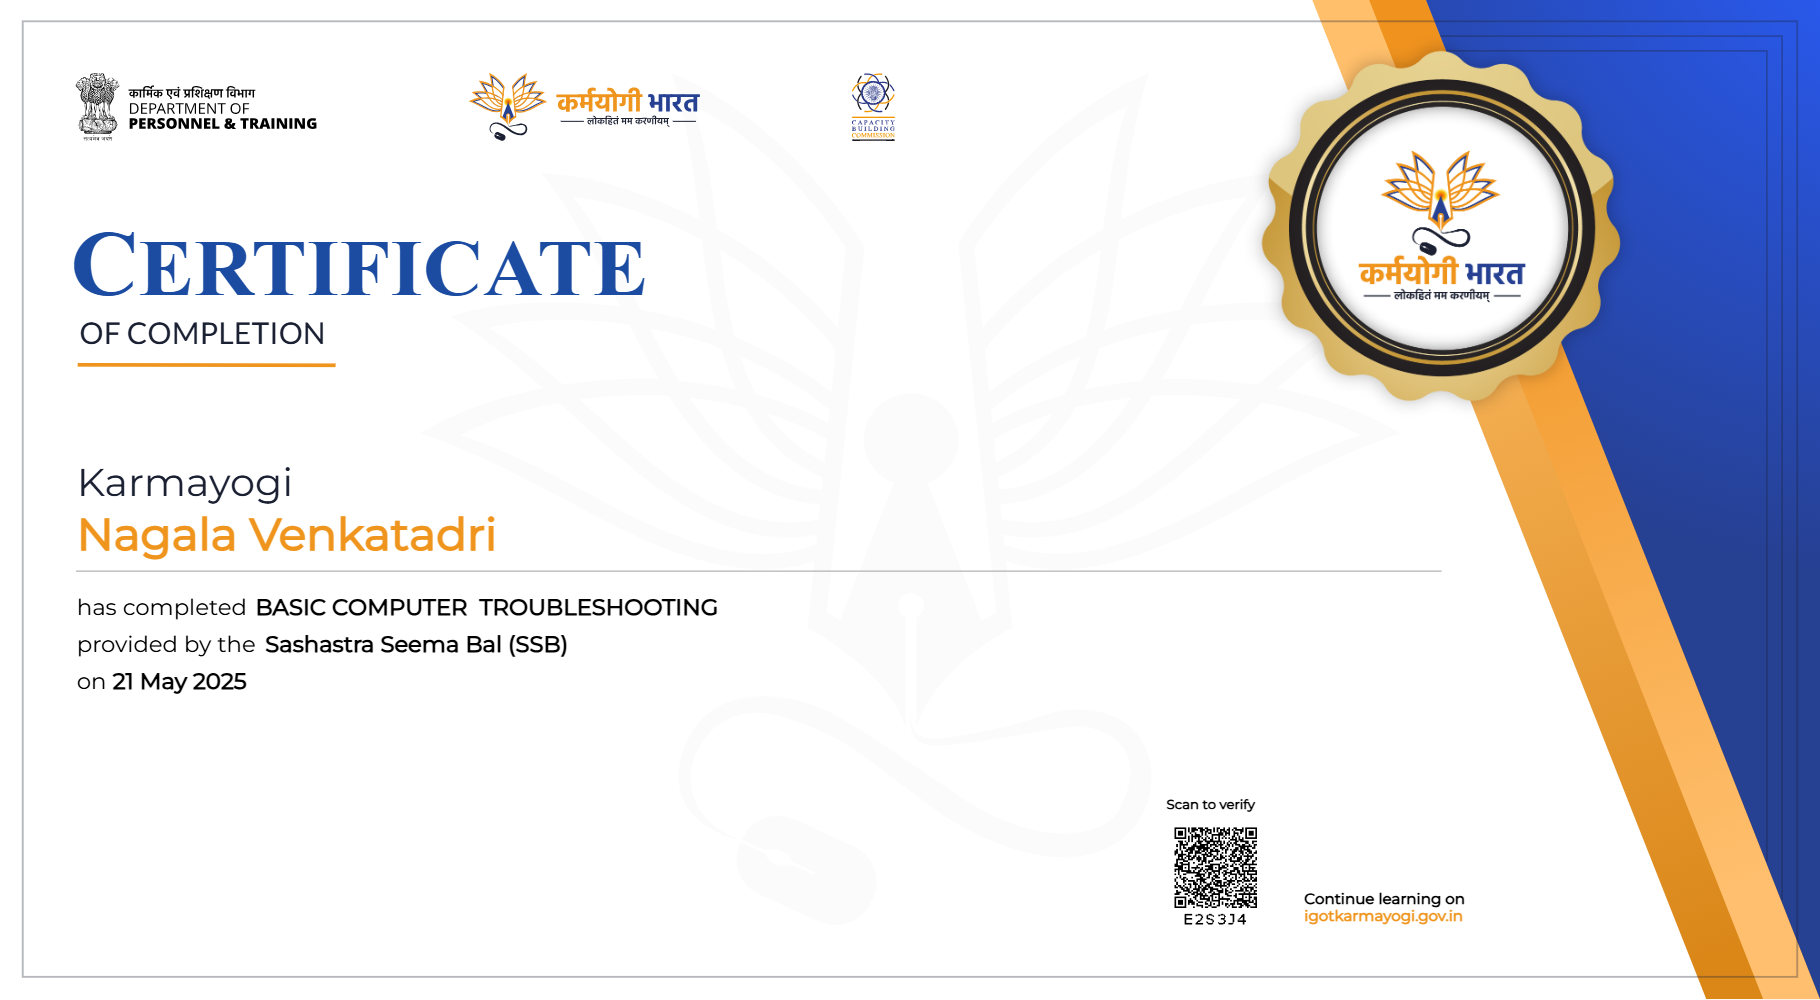 कार्मिक एवं प्रशिक्षण विभाग
DEPARTMENT OF
PERSONNEL & TRAINING
सत्यमेव जयते
कर्मयोगी भारत
लोकहितं मम करणीयम्
CAPACITY
BUILDING
COMMISSION
कर्मयोगी भारत
लोकहितं मम करणीयम्
CERTIFICATE
OF COMPLETION
Karmayogi
Nagala Venkatadri
has completed BASIC COMPUTER TROUBLESHOOTING
provided by the Sashastra Seema Bal (SSB)
on 21 May 2025
Scan to verify
E2S3J4
Continue learning on
igotkarmayogi.gov.in